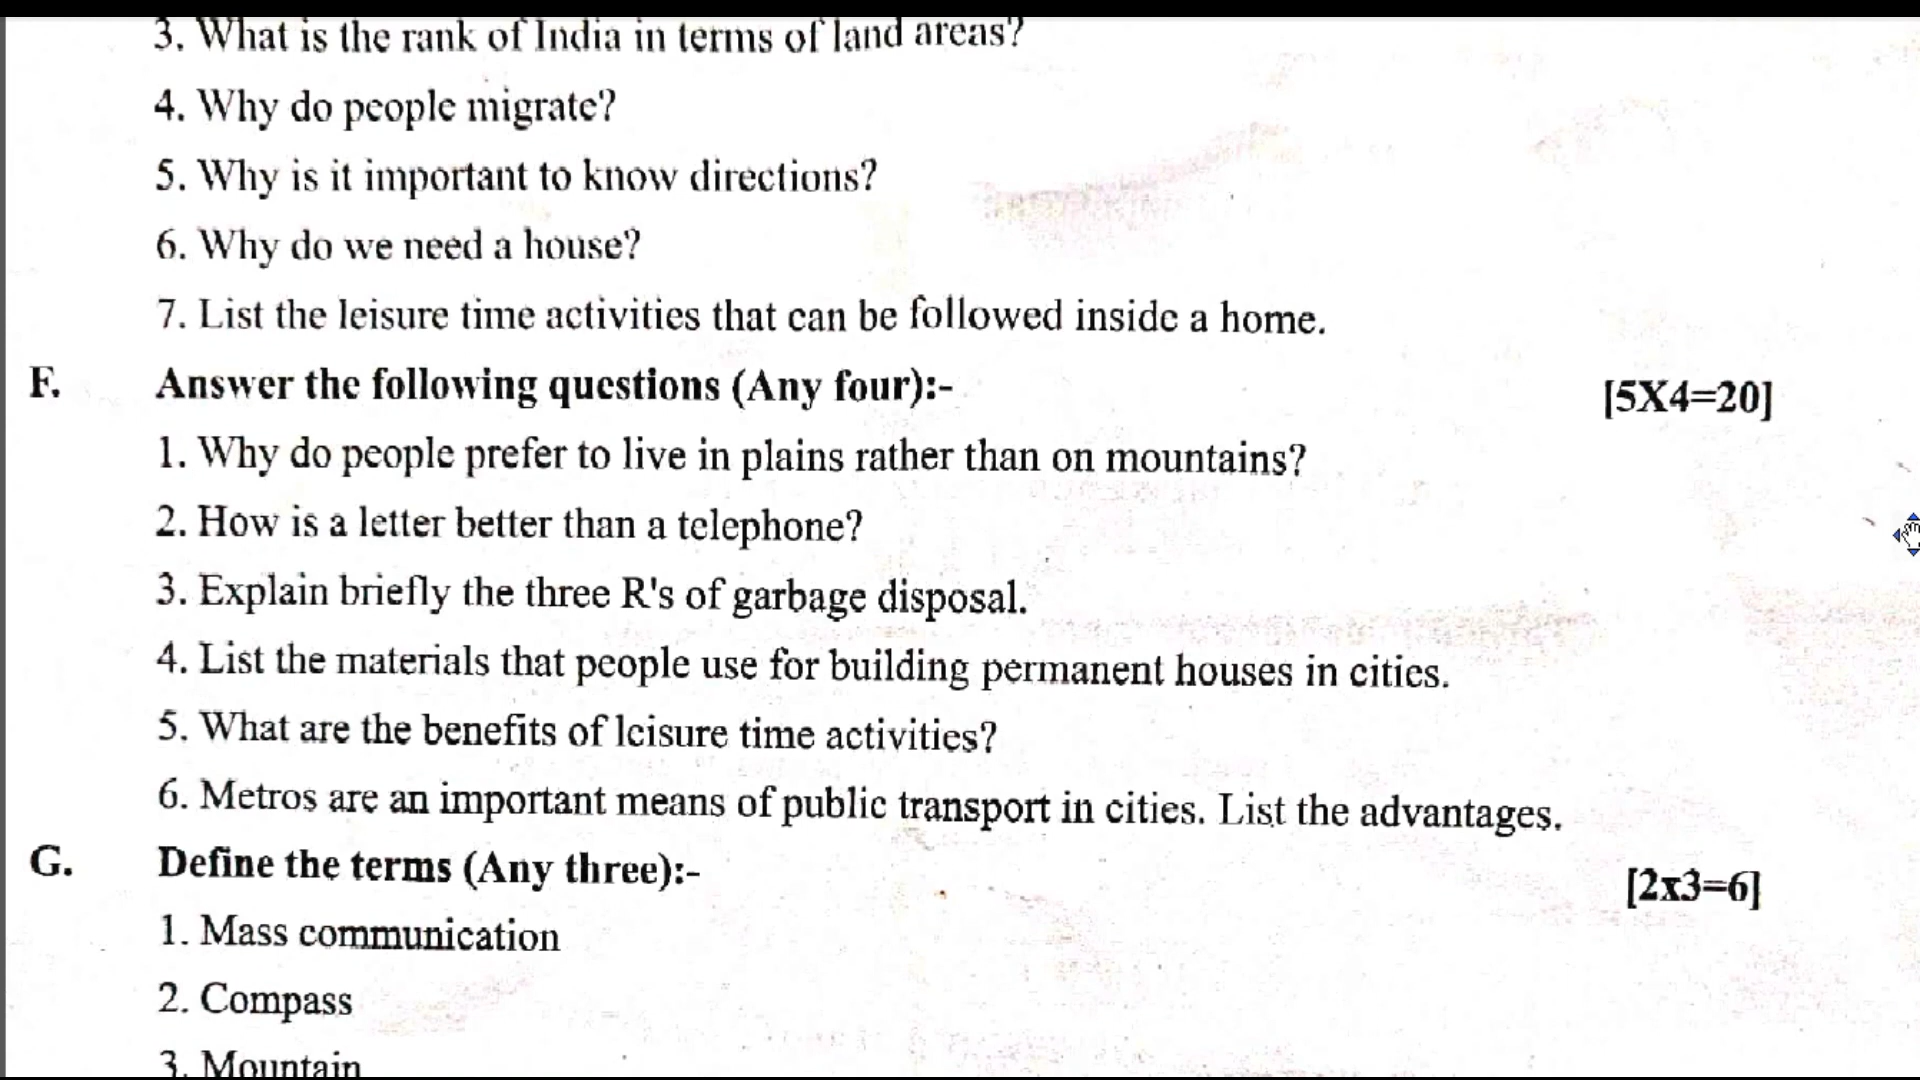 3. What is the rank of India in terms of land areas?
4. Why do people migrate?
5. Why is it important to know directions?
6. Why do we need a house?
7. List the leisure time activities that can be followed inside a home.
F. Answer the following questions (Any four):- [5X4=20]
1. Why do people prefer to live in plains rather than on mountains?
2. How is a letter better than a telephone?
3. Explain briefly the three R's of garbage disposal.
4. List the materials that people use for building permanent houses in cities.
5. What are the benefits of leisure time activities?
6. Metros are an important means of public transport in cities. List the advantages.
G. Define the terms (Any three):- [2x3=6]
1. Mass communication
2. Compass
3. Mountain